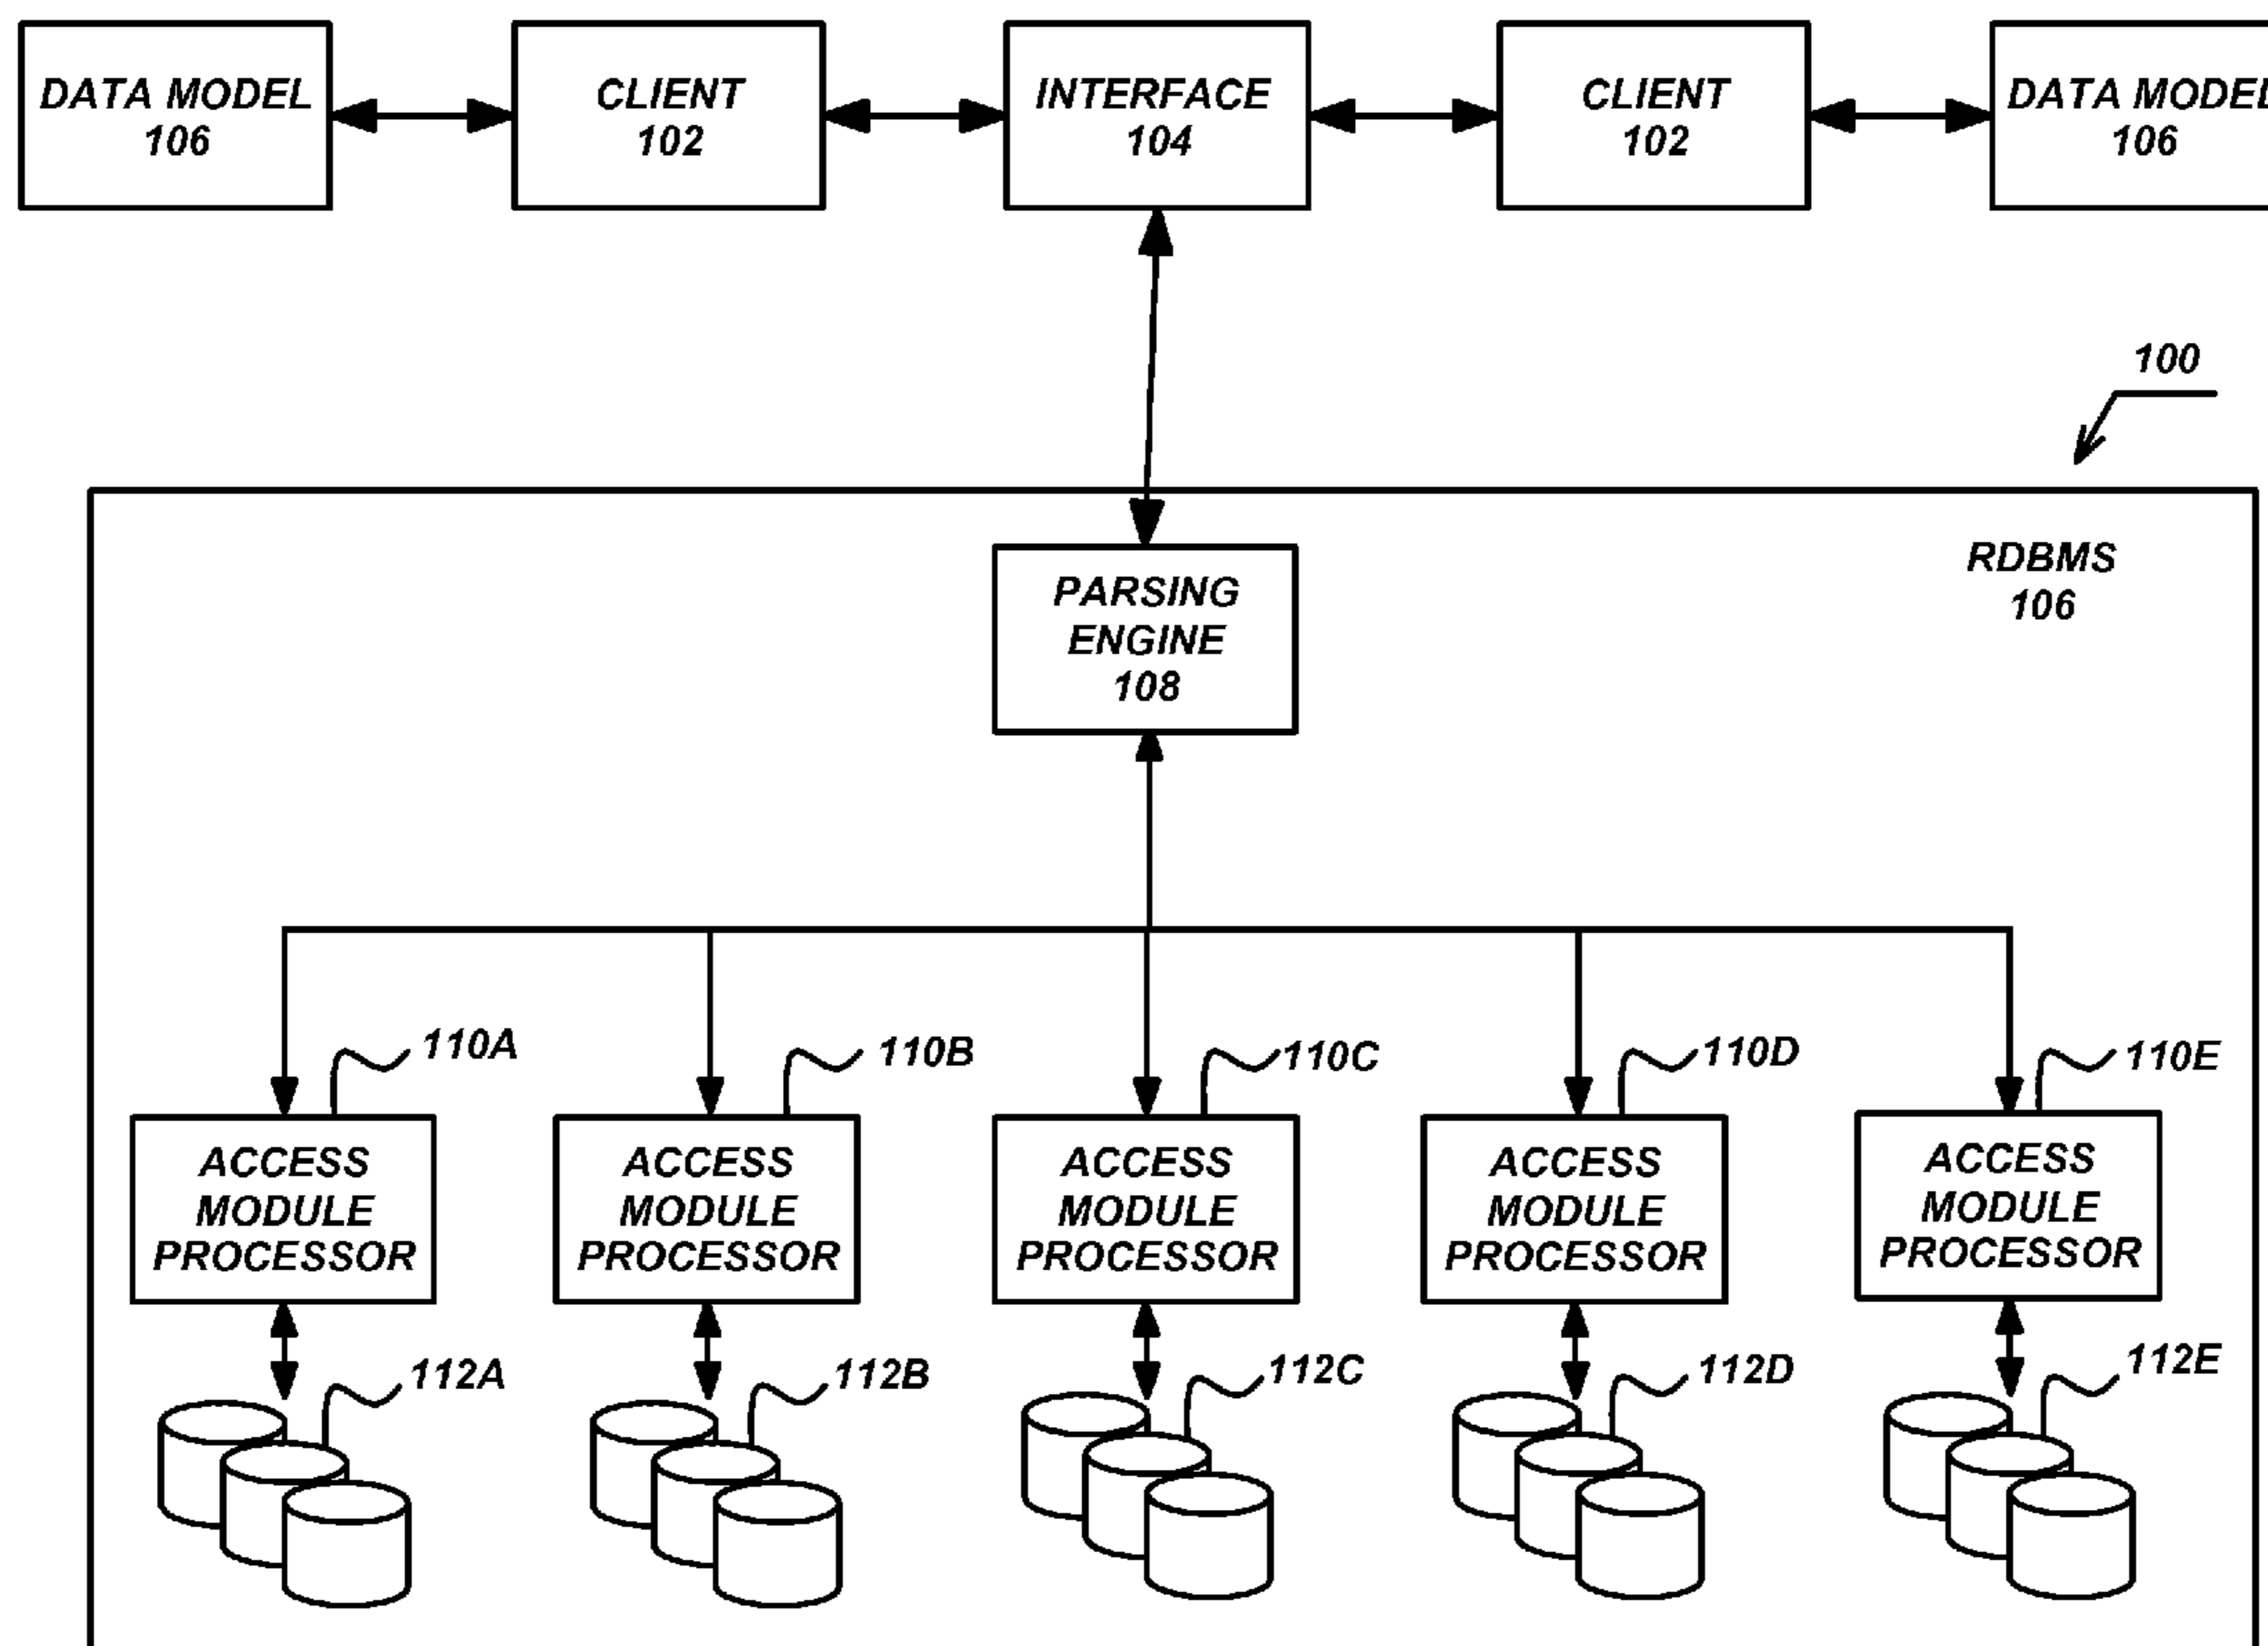 DATA MODEL
106
CLIENT
102
INTERFACE
104
CLIENT
102
DATA MODEL
106
100
RDBMS
106
PARSING
ENGINE
108
110A
110B
110C
110D
110E
ACCESS
MODULE
PROCESSOR
ACCESS
MODULE
PROCESSOR
ACCESS
MODULE
PROCESSOR
ACCESS
MODULE
PROCESSOR
ACCESS
MODULE
PROCESSOR
112A
112B
112C
112D
112E